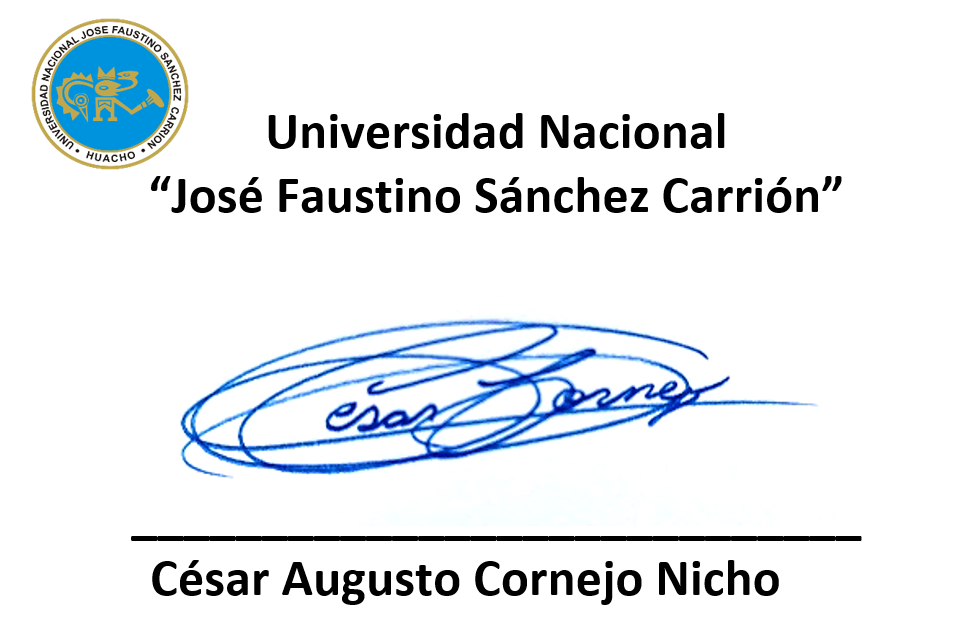 UNIVERSIDAD NACIONAL JOSE FAUSTINO SANCHEZ CARRION
• HUACHO •
Universidad Nacional
“José Faustino Sánchez Carrión”
César Cornejo
César Augusto Cornejo Nicho